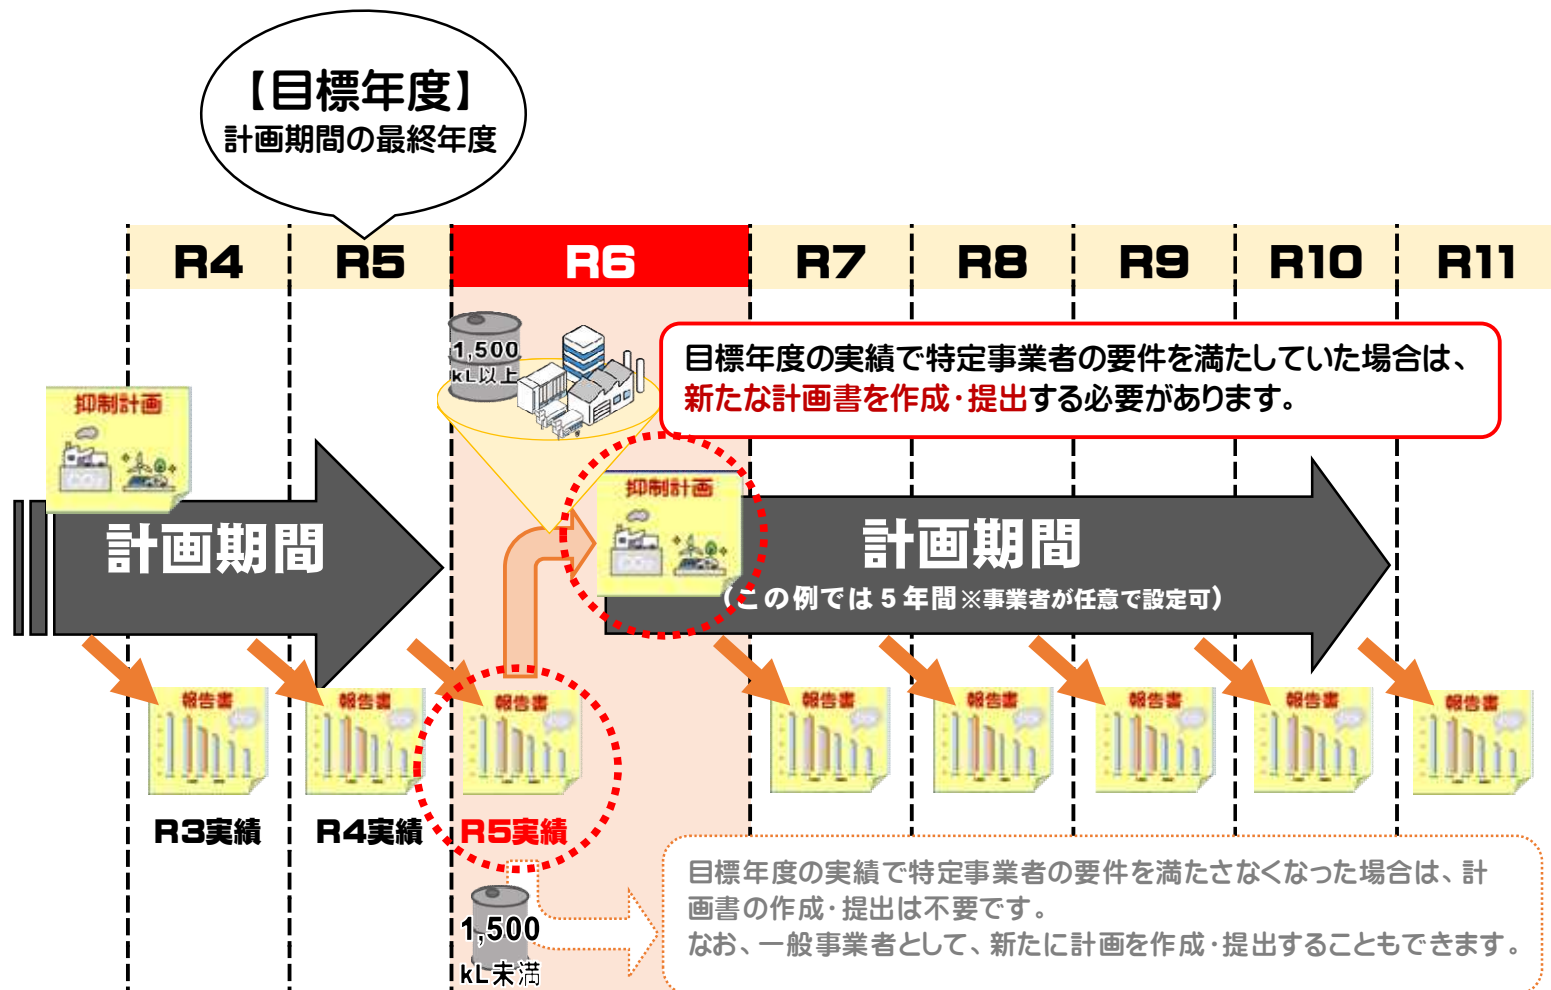 【目標年度】
計画期間の最終年度
R4
R5
R6
R7
R8
R9
R10
R11
1,500
kL以上
目標年度の実績で特定事業者の要件を満たしていた場合は、
新たな計画書を作成・提出する必要があります。
抑制計画
抑制計画
計画期間
計画期間
(この例では5年間※事業者が任意で設定可)
報告書
報告書
報告書
報告書
報告書
報告書
報告書
報告書
R3実績
R4実績
R5実績
1,500
kL未満
目標年度の実績で特定事業者の要件を満たさなくなった場合は、計
画書の作成・提出は不要です。
なお、一般事業者として、新たに計画を作成・提出することもできます。